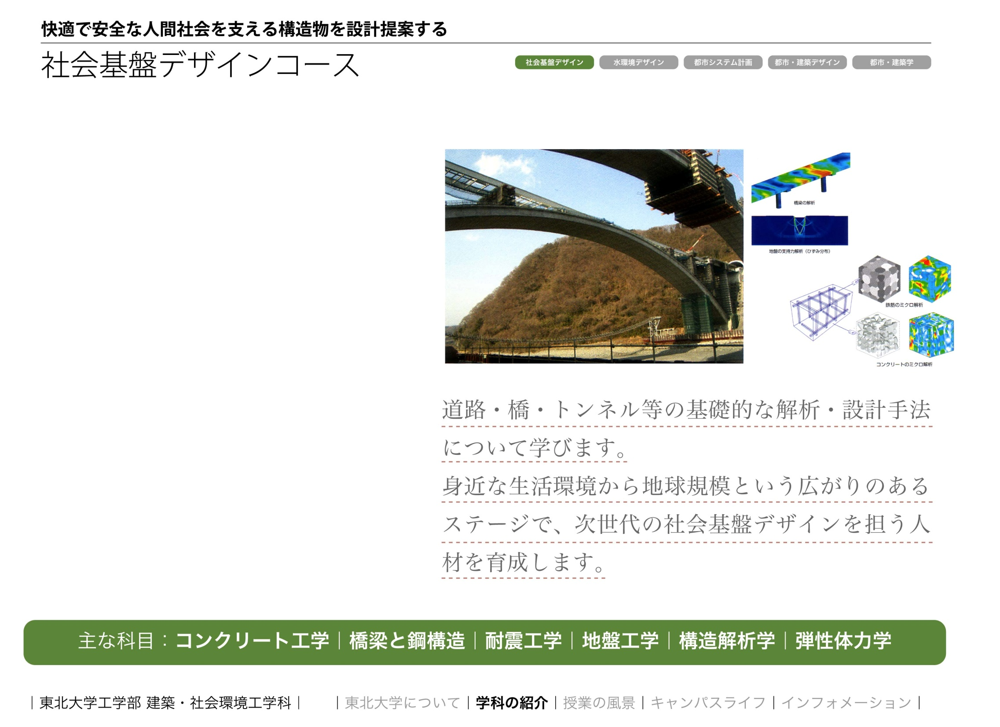 快適で安全な人間社会を支える構造物を設計提案する
社会基盤デザインコース
社会基盤デザイン
水環境デザイン
都市システム計画
都市・建築デザイン
都市・建築学
橋梁の解析
地盤の支持力解析（ひずみ分布）
鉄筋のミクロ解析
コンクリートのミクロ解析
道路・橋・トンネル等の基礎的な解析・設計手法
について学びます。
身近な生活環境から地球規模という広がりのある
ステージで、次世代の社会基盤デザインを担う人
材を育成します。
主な科目：コンクリート工学｜橋梁と鋼構造｜耐震工学｜地盤工学｜構造解析学｜弾性体力学
｜東北大学工学部 建築・社会環境工学科｜ ｜東北大学について｜学科の紹介｜授業の風景｜キャンパスライフ｜インフォメーション｜